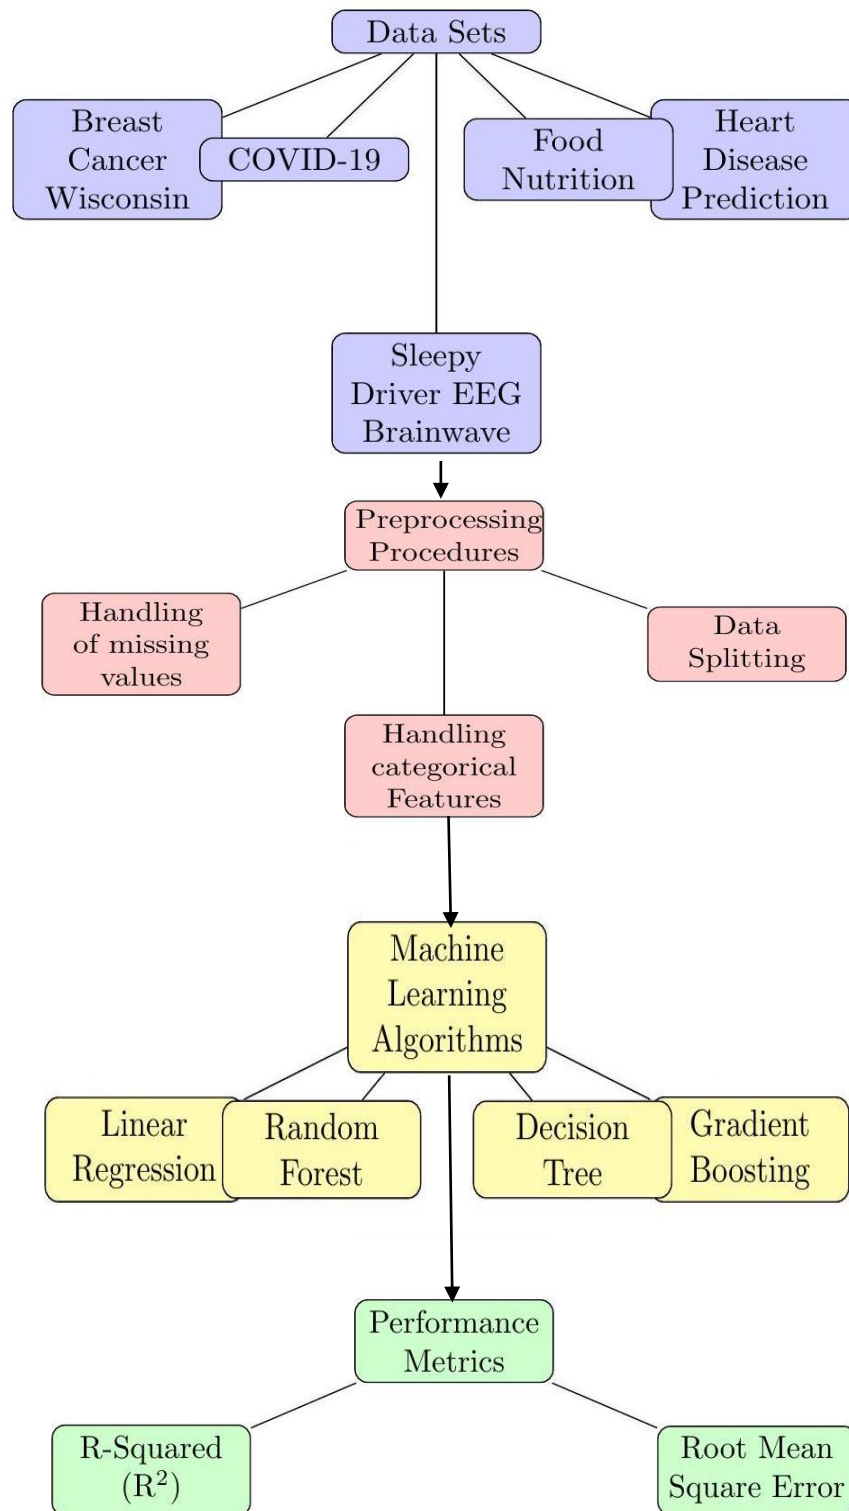 Data Sets
Breast
Cancer
Wisconsin
COVID-19
Food
Nutrition
Heart
Disease
Prediction
Sleepy
Driver EEG
Brainwave
Preprocessing
Procedures
Handling
of missing
values
Data
Splitting
Handling
categorical
Features
Machine
Learning
Algorithms
Linear
Regression
Random
Forest
Decision
Tree
Gradient
Boosting
Performance
Metrics
R-Squared
(R²)
Root Mean
Square Error